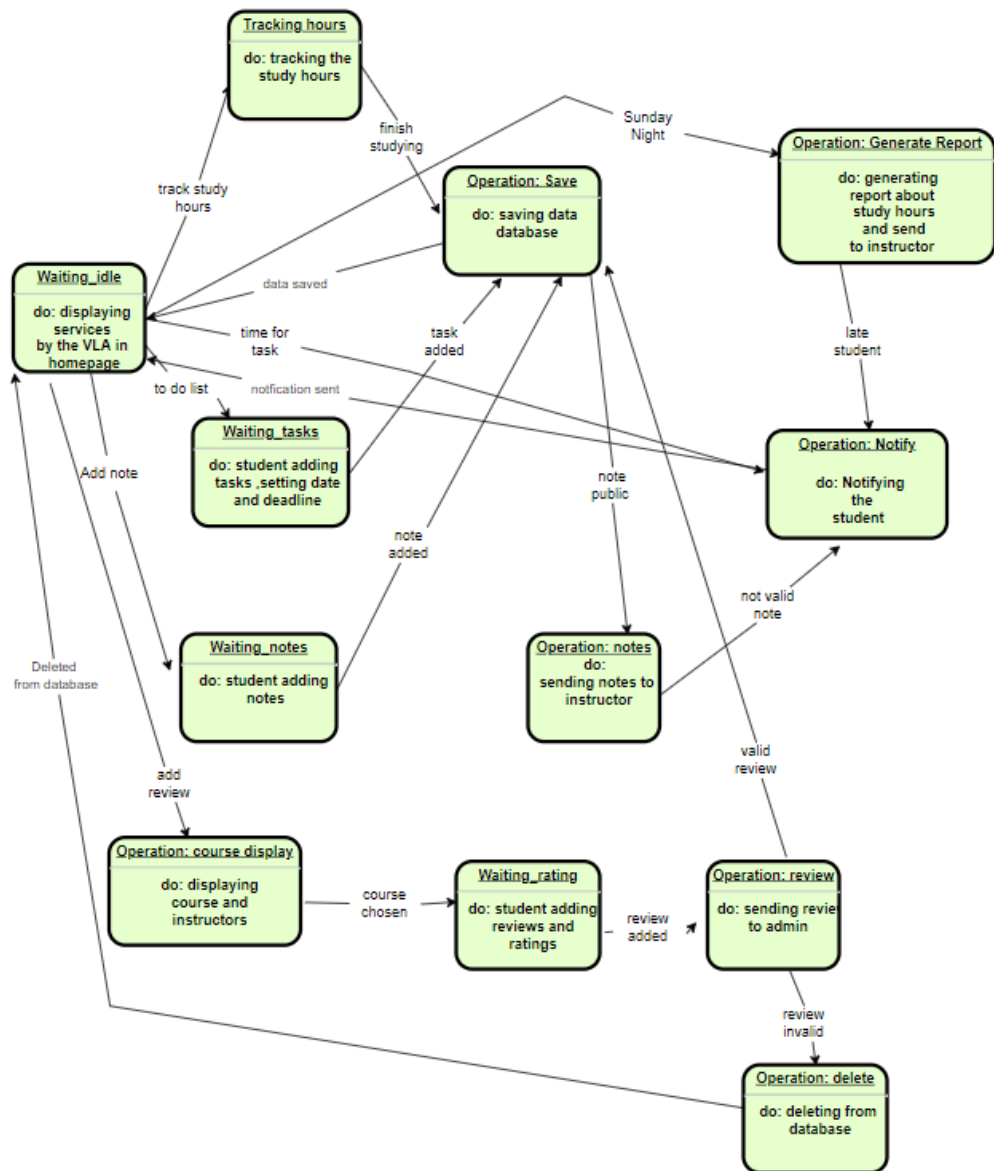 Tracking hours
do: tracking the
study hours
Sunday
Night
finish
studying
Operation: Generate Report
do: generating
report about
study hours
and send
to instructor
track study
hours
Operation: Save
do: saving data
database
Waiting_idle
do: displaying
services
by the VLA in
homepage
data saved
time for
task
task
added
late
student
to do list
notfication sent
Waiting_tasks
do: student adding
tasks ,setting date
and deadline
Operation: Notify
do: Notifying
the
student
Add note
note
public
note
added
not valid
note
Waiting_notes
do: student adding
notes
Operation: notes
do:
sending notes to
instructor
Deleted
from database
valid
review
add
review
Operation: course display
do: displaying
course and
instructors
course
chosen
Waiting_rating
do: student adding
reviews and
ratings
review
added
Operation: review
do: sending review
to admin
review
invalid
Operation: delete
do: deleting from
database